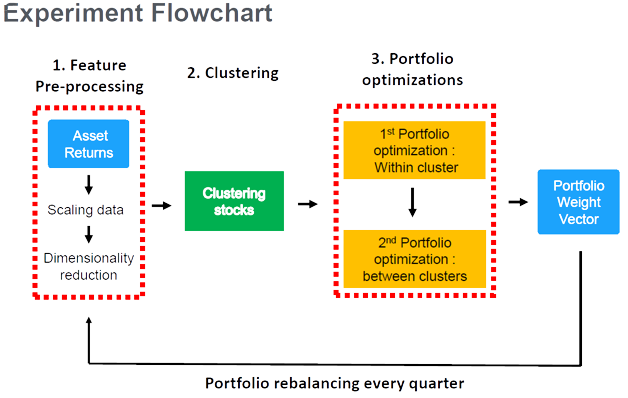 Experiment Flowchart
1. Feature
Pre-processing
2. Clustering
3. Portfolio
optimizations
Asset
Returns
Scaling data
Dimensionality
reduction
Clustering
stocks
1st Portfolio
optimization :
Within cluster
2nd Portfolio
optimization :
between clusters
Portfolio
Weight
Vector
Portfolio rebalancing every quarter